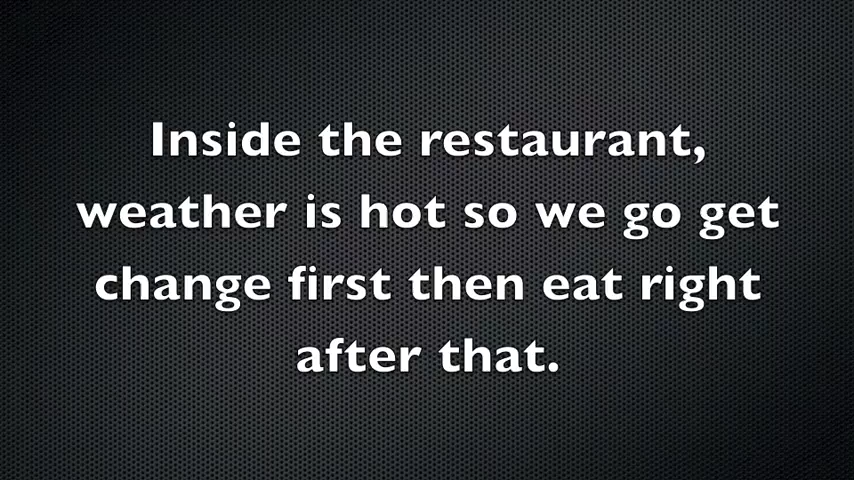 Inside the restaurant,
weather is hot so we go get
change first then eat right
after that.